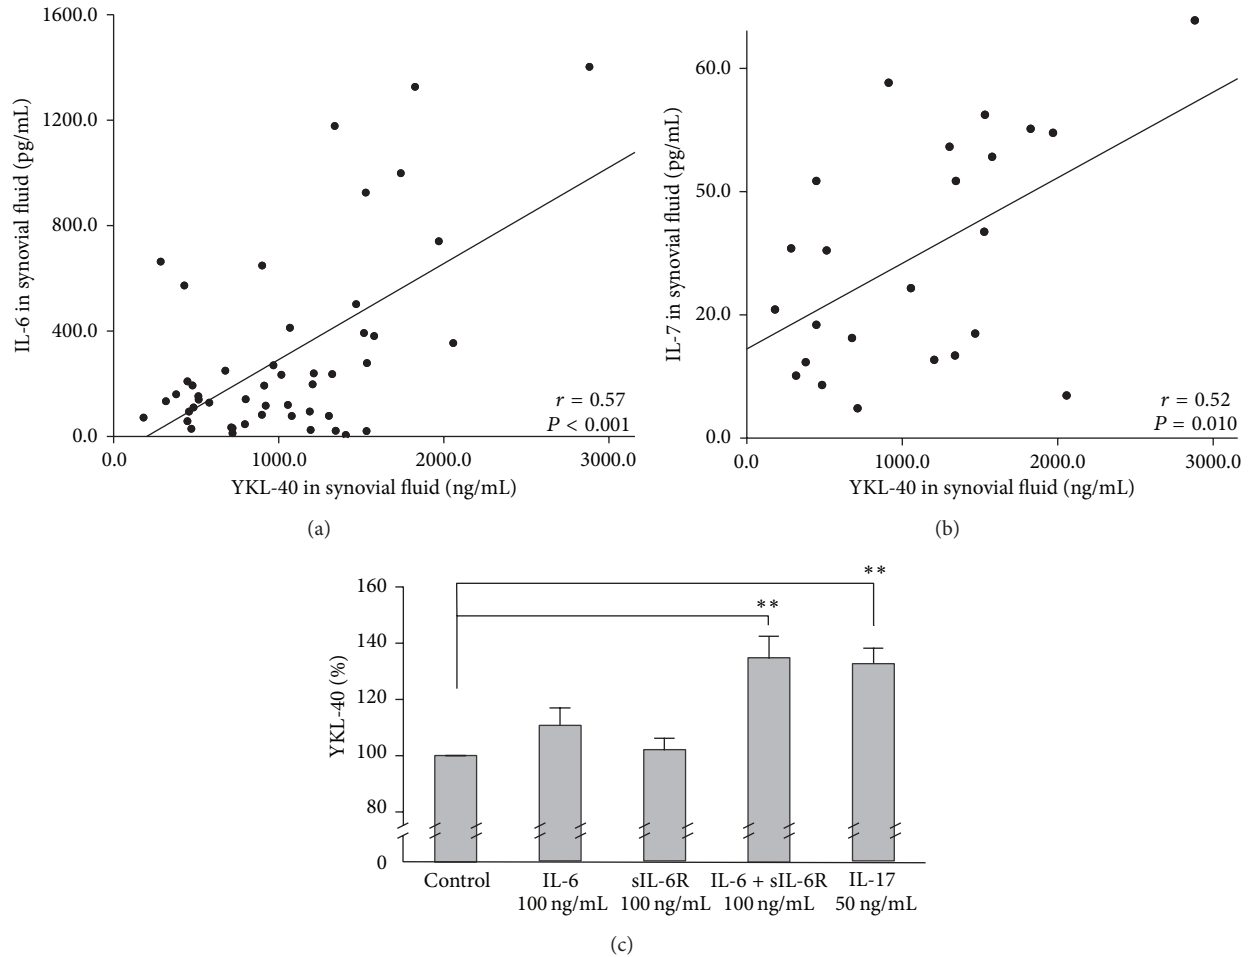 1600.0
1200.0
800.0
400.0
0.0
IL-6 in synovial fluid (pg/mL)
0.0 1000.0 2000.0 3000.0
YKL-40 in synovial fluid (ng/mL)
r = 0.57
P < 0.001
(a)
60.0
50.0
20.0
0.0
IL-7 in synovial fluid (pg/mL)
0.0 1000.0 2000.0 3000.0
YKL-40 in synovial fluid (ng/mL)
r = 0.52
P = 0.010
(b)
160
140
120
100
80
0
YKL-40 (%)
**
**
Control
IL-6
100 ng/mL
sIL-6R
100 ng/mL
IL-6 + sIL-6R
100 ng/mL
IL-17
50 ng/mL
(c)